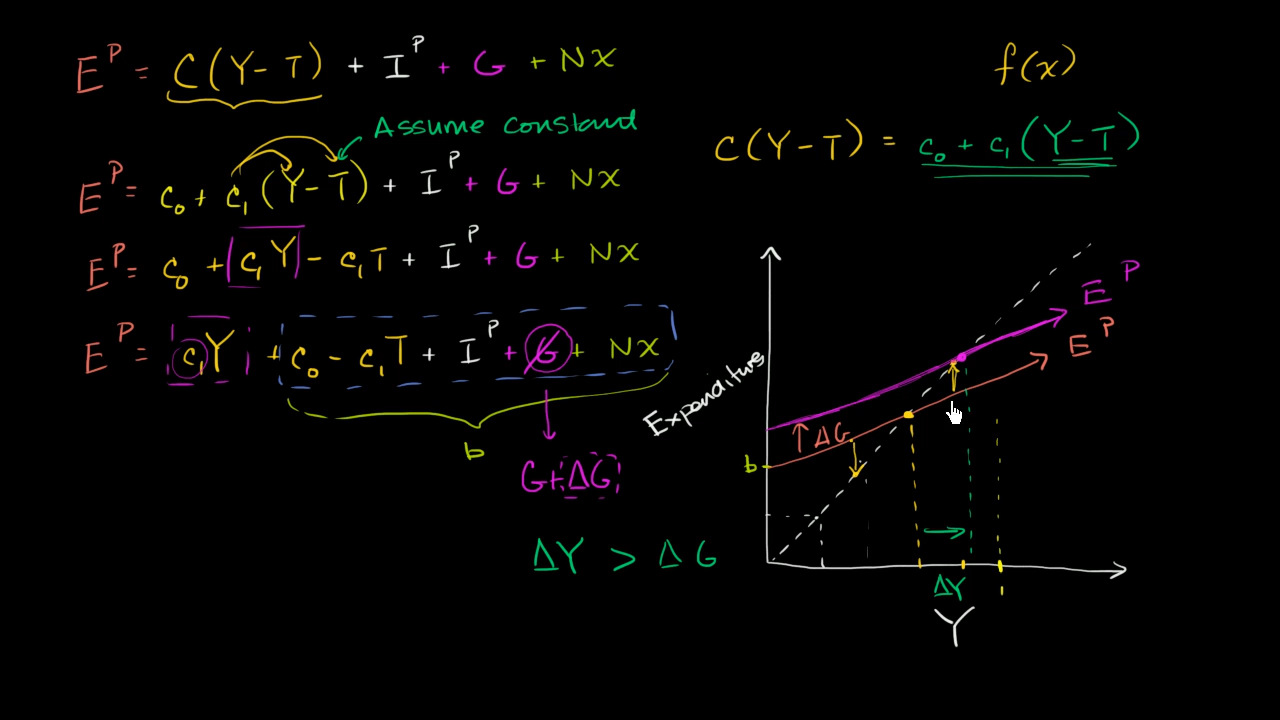 E^P = C(Y-T) + I^P + G + NX
Assume constand
E^P = c₀ + c₁(Y-T) + I^P + G + NX
E^P = c₀ + c₁Y - c₁T + I^P + G + NX
E^P = c₁Y + c₀ - c₁T + I^P + G + NX
b
G+ΔG
ΔY > ΔG
f(x)
C(Y-T) = c₀ + c₁(Y-T)
E^P
E^P
Expenditure
↑ΔG
b
ΔY
Y